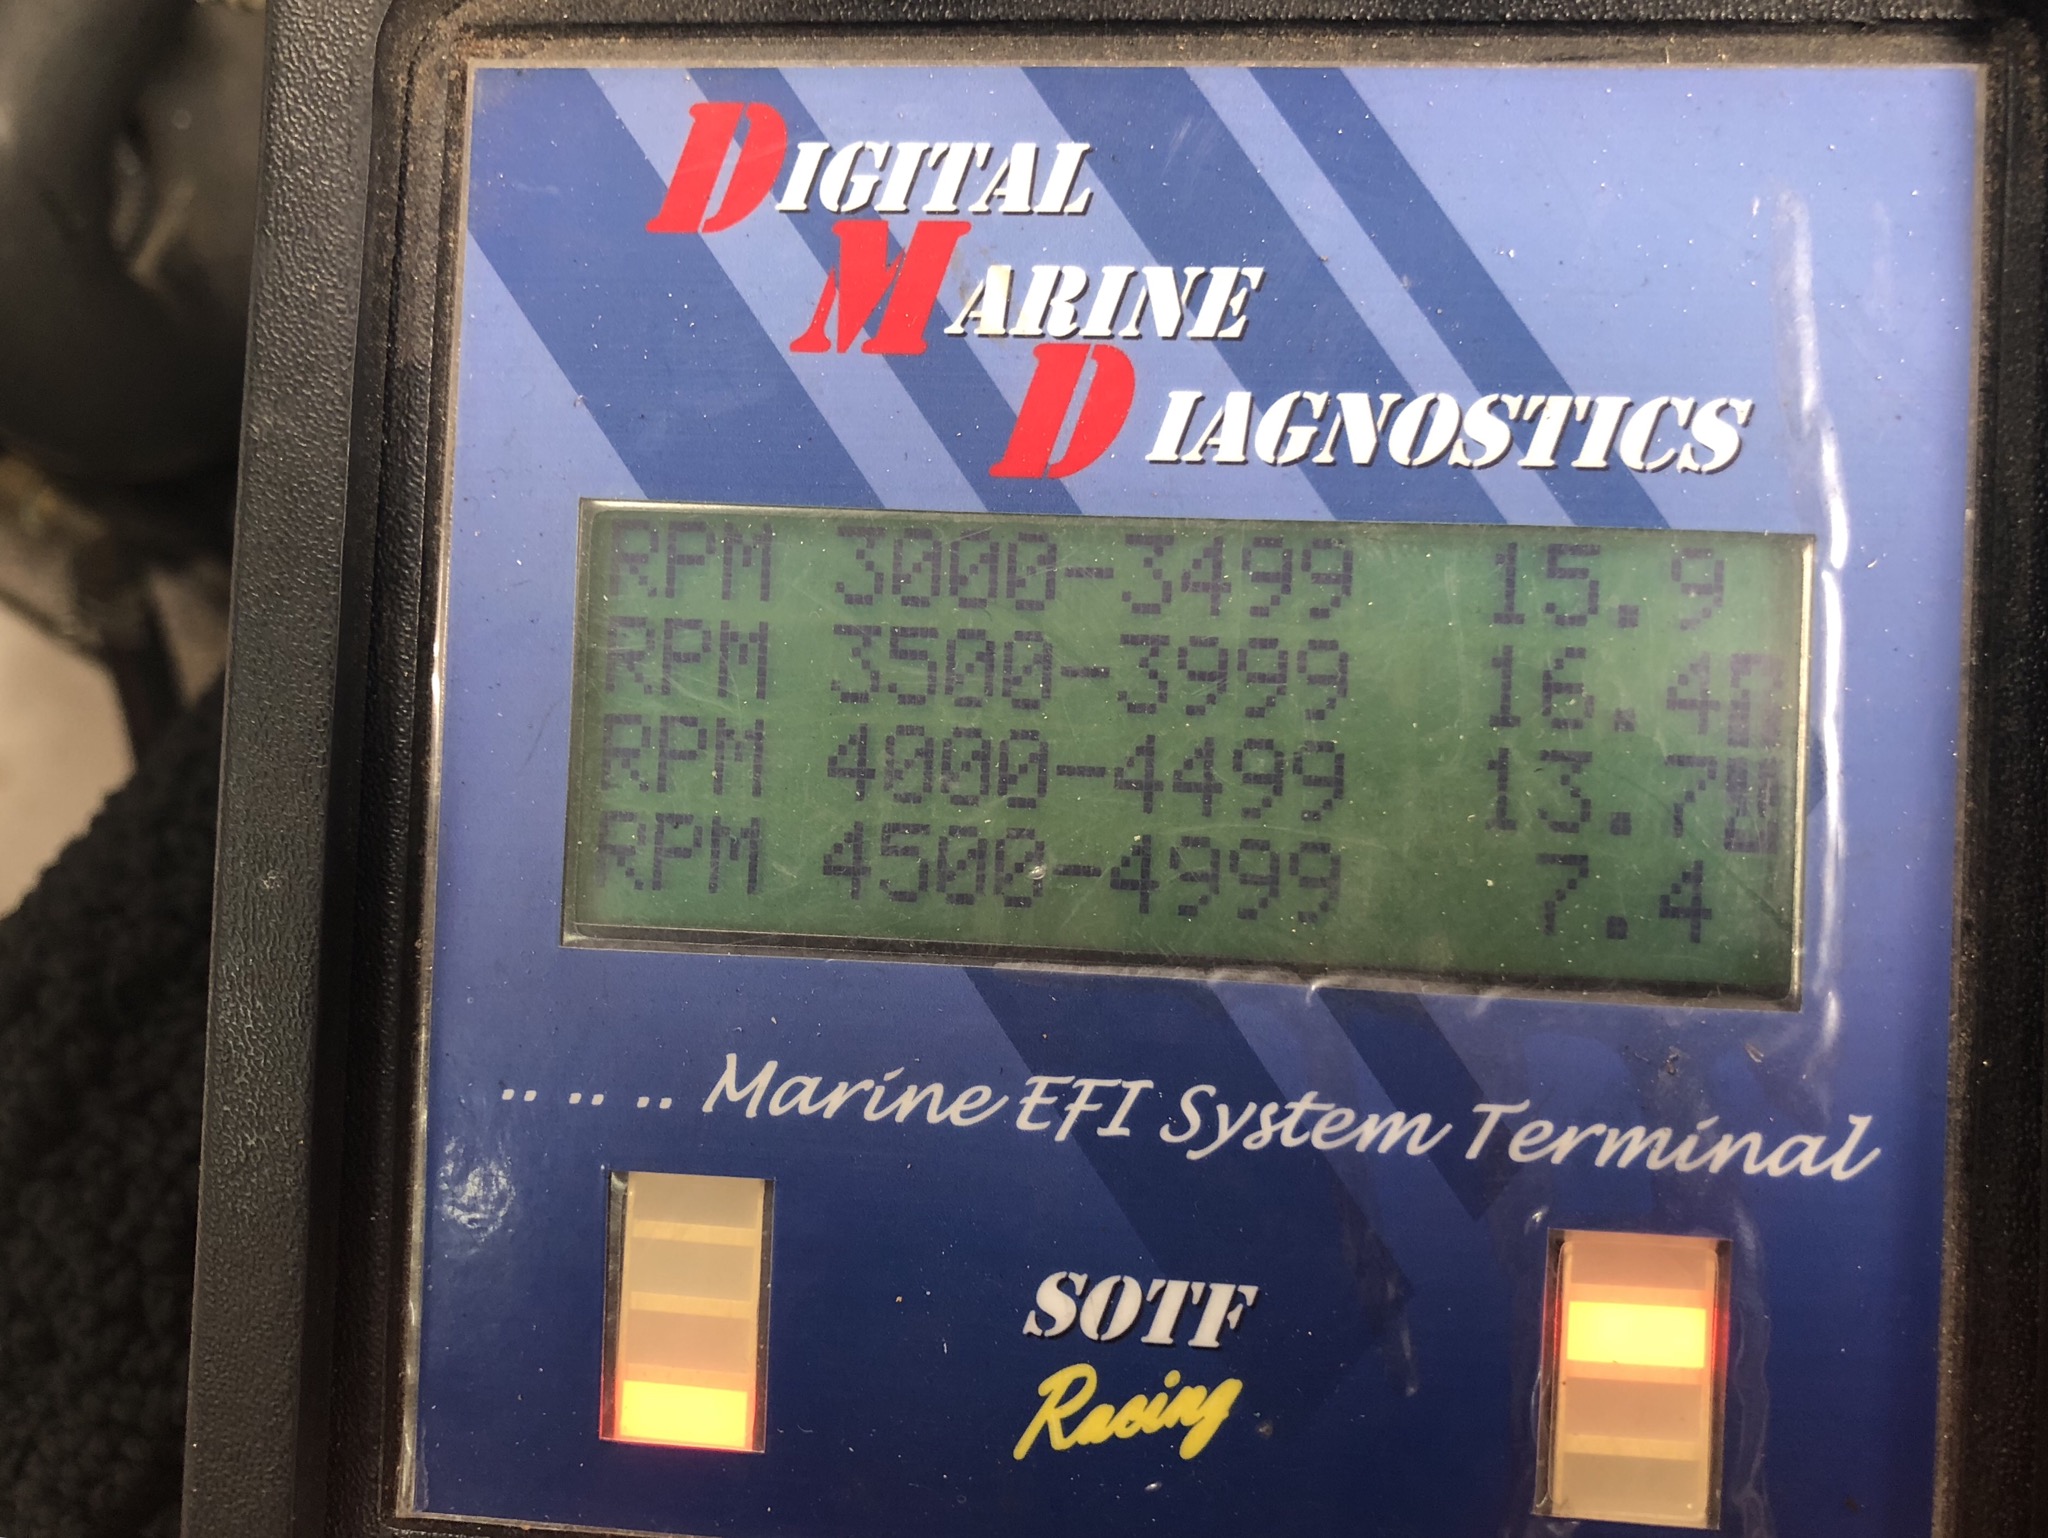 DIGITAL
MARINE
DIAGNOSTICS
RPM 3000-3499 15.9
RPM 3500-3999 16.4
RPM 4000-4499 13.7
RPM 4500-4999 7.4
.. .. .. Marine EFI System Terminal
SOTF
Racing